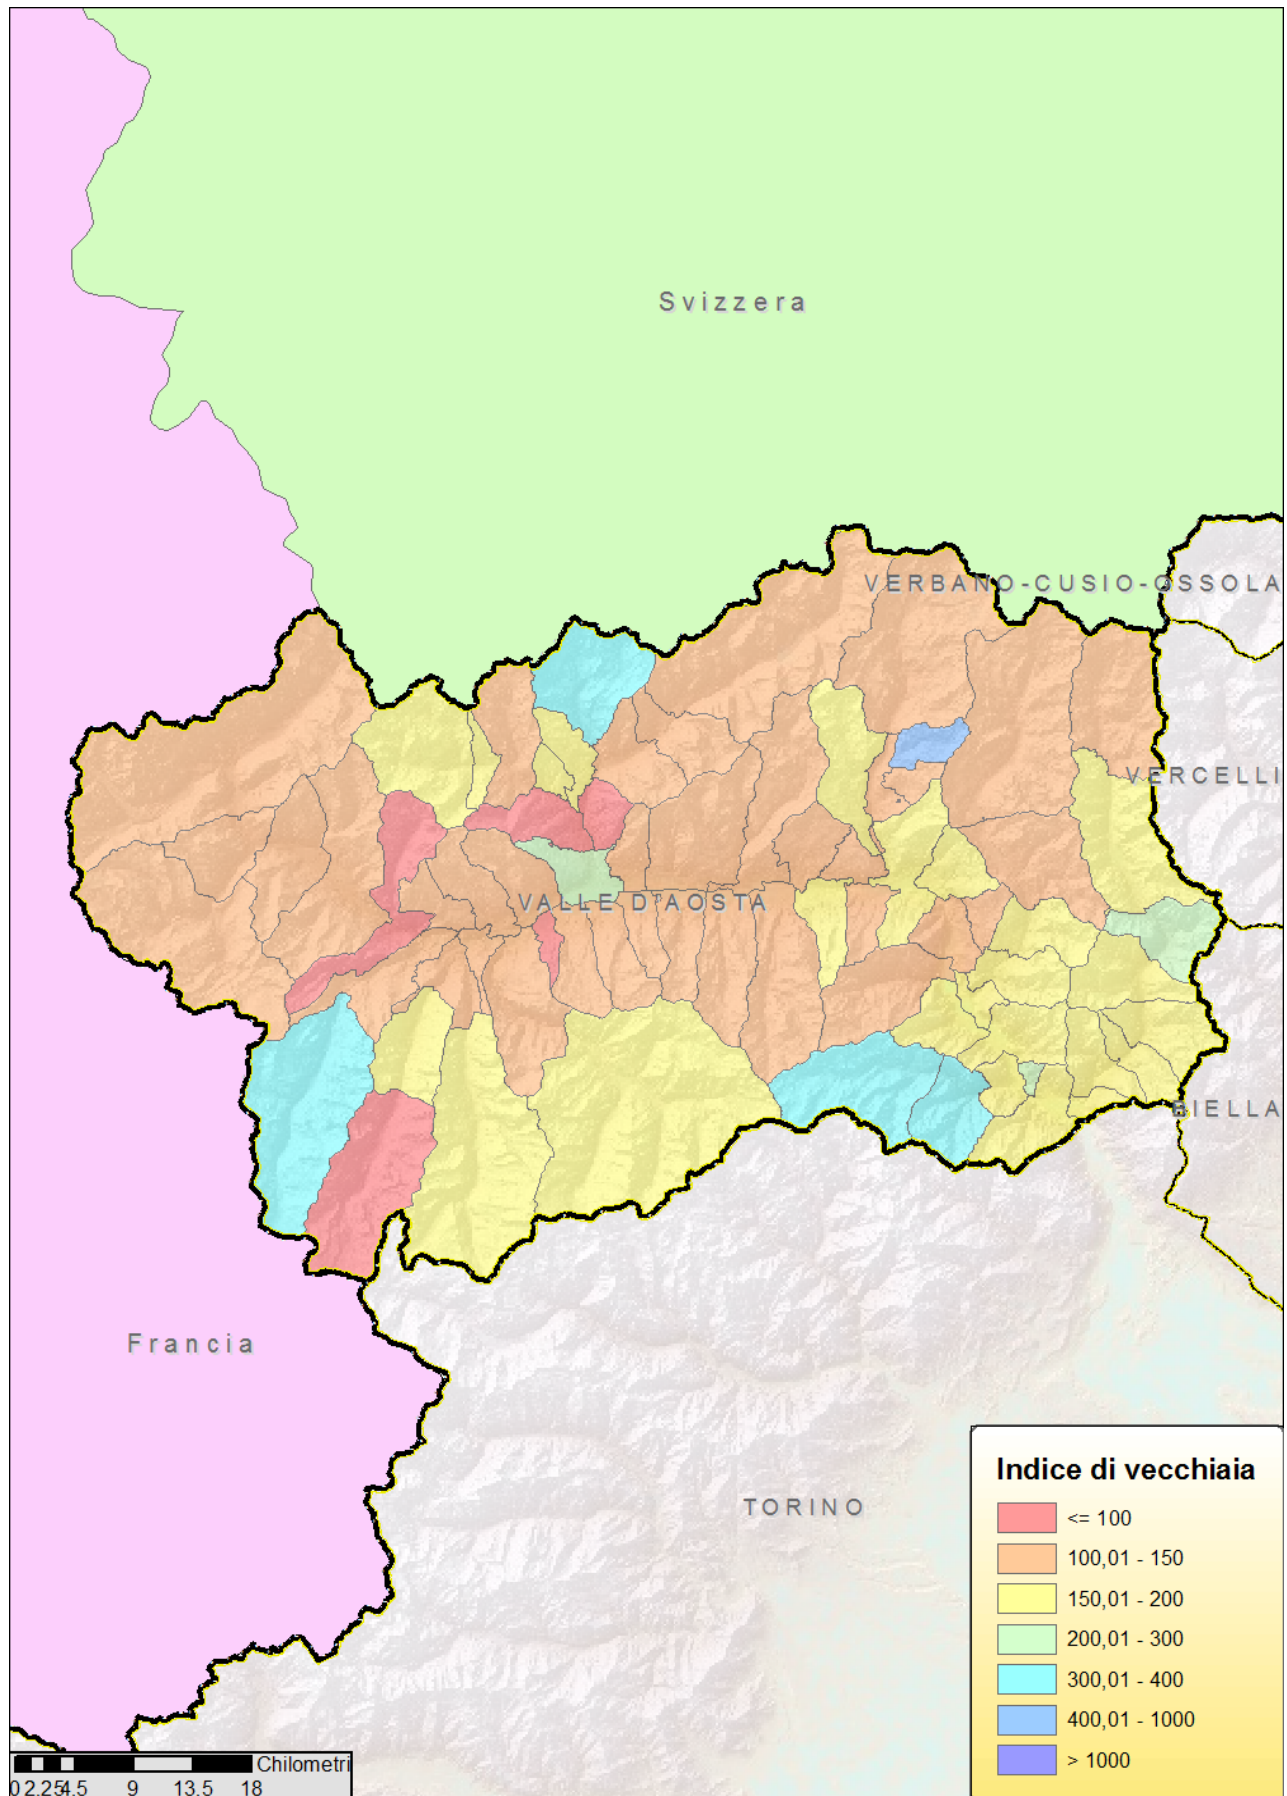 Svizzera
VERBANO-CUSIO-OSSOLA
VERCELLI
VALLE D'AOSTA
BIELLA
Francia
TORINO
Indice di vecchiaia
<= 100
100,01 - 150
150,01 - 200
200,01 - 300
300,01 - 400
400,01 - 1000
> 1000
Chilometri
0 2,25 4,5 9 13,5 18